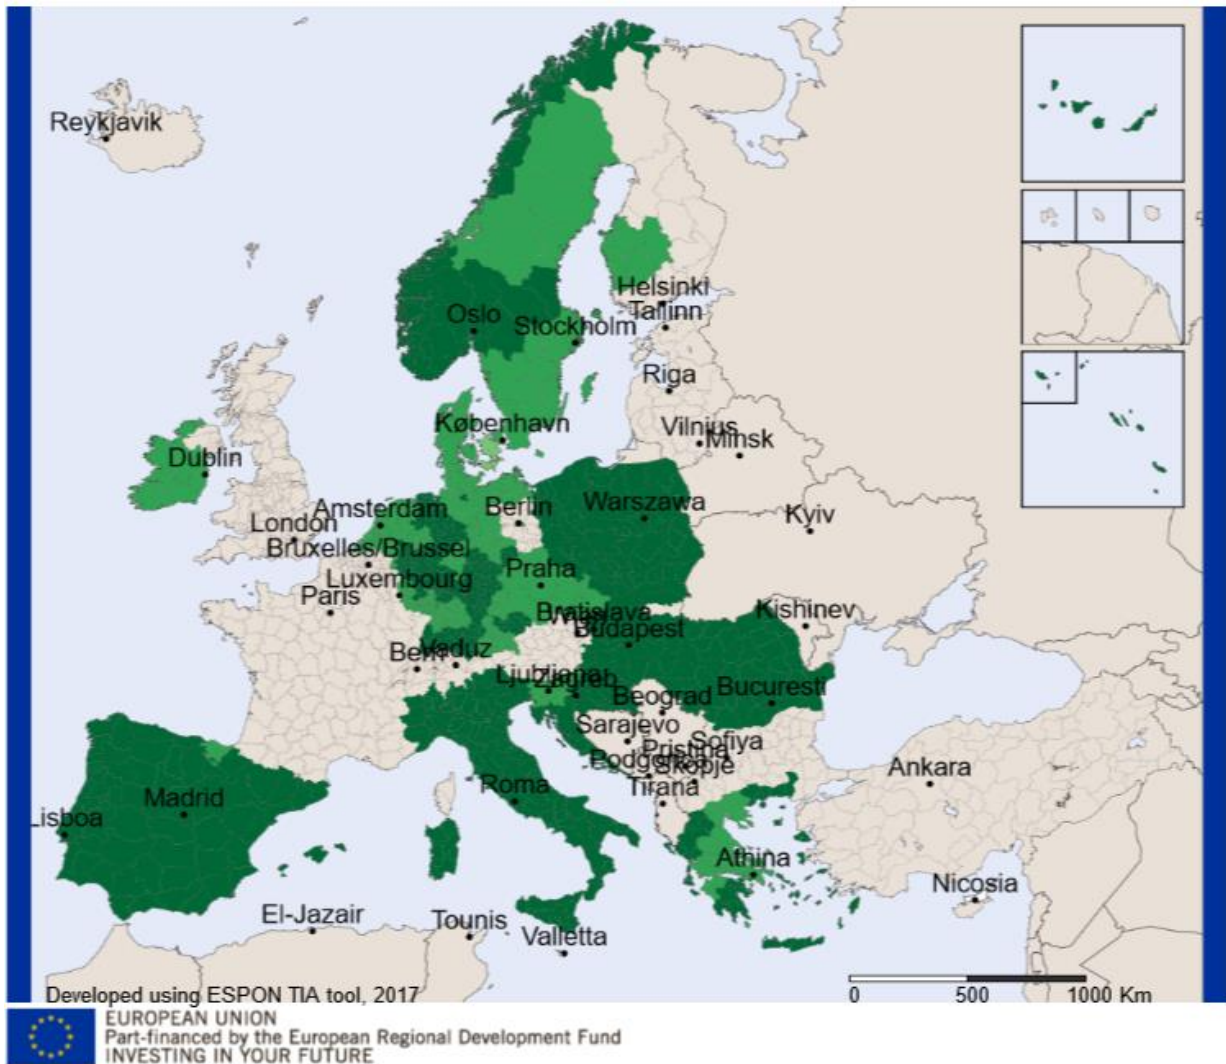 Reykjavik
Helsinki
Tallinn
Oslo
Stockholm
Riga
København
Vilnius
Minsk
Dublin
Amsterdam
Berlin
Warszawa
London
Kyiv
Bruxelles/Brussel
Luxembourg
Praha
Paris
Bratislava
Kishinev
Budapest
Bern
Vaduz
Ljubljana
Zagreb
Beograd
Bucuresti
Sarajevo
Sofiya
Pristina
Podgorica
Skopje
Ankara
Madrid
Roma
Tirana
Lisboa
Athina
Nicosia
El-Jazair
Tounis
Valletta
Developed using ESPON TIA tool, 2017
0 500 1000 Km
EUROPEAN UNION
Part-financed by the European Regional Development Fund
INVESTING IN YOUR FUTURE